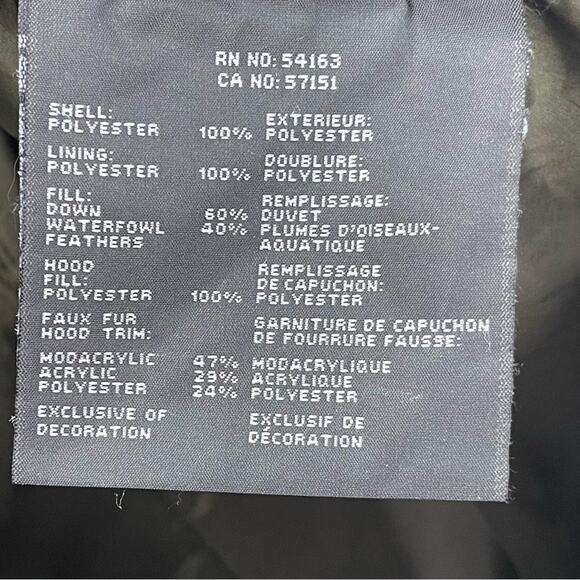 RN NO: 54163
CA NO: 57151
SHELL: EXTERIEUR:
POLYESTER 100% POLYESTER
LINING: DOUBLURE:
POLYESTER 100% POLYESTER
FILL: REMPLISSAGE:
DOWN 60% DUVET
WATERFOWL 40% PLUMES D'OISEAUX-
FEATHERS AQUATIQUE
HOOD REMPLISSAGE
FILL: DE CAPUCHON:
POLYESTER 100% POLYESTER
FAUX FUR GARNITURE DE CAPUCHON
HOOD TRIM: DE FOURRURE FAUSSE:
MODACRYLIC 47% MODACRYLIQUE
ACRYLIC 29% ACRYLIQUE
POLYESTER 24% POLYESTER
EXCLUSIVE OF EXCLUSIF DE
DECORATION DÉCORATION